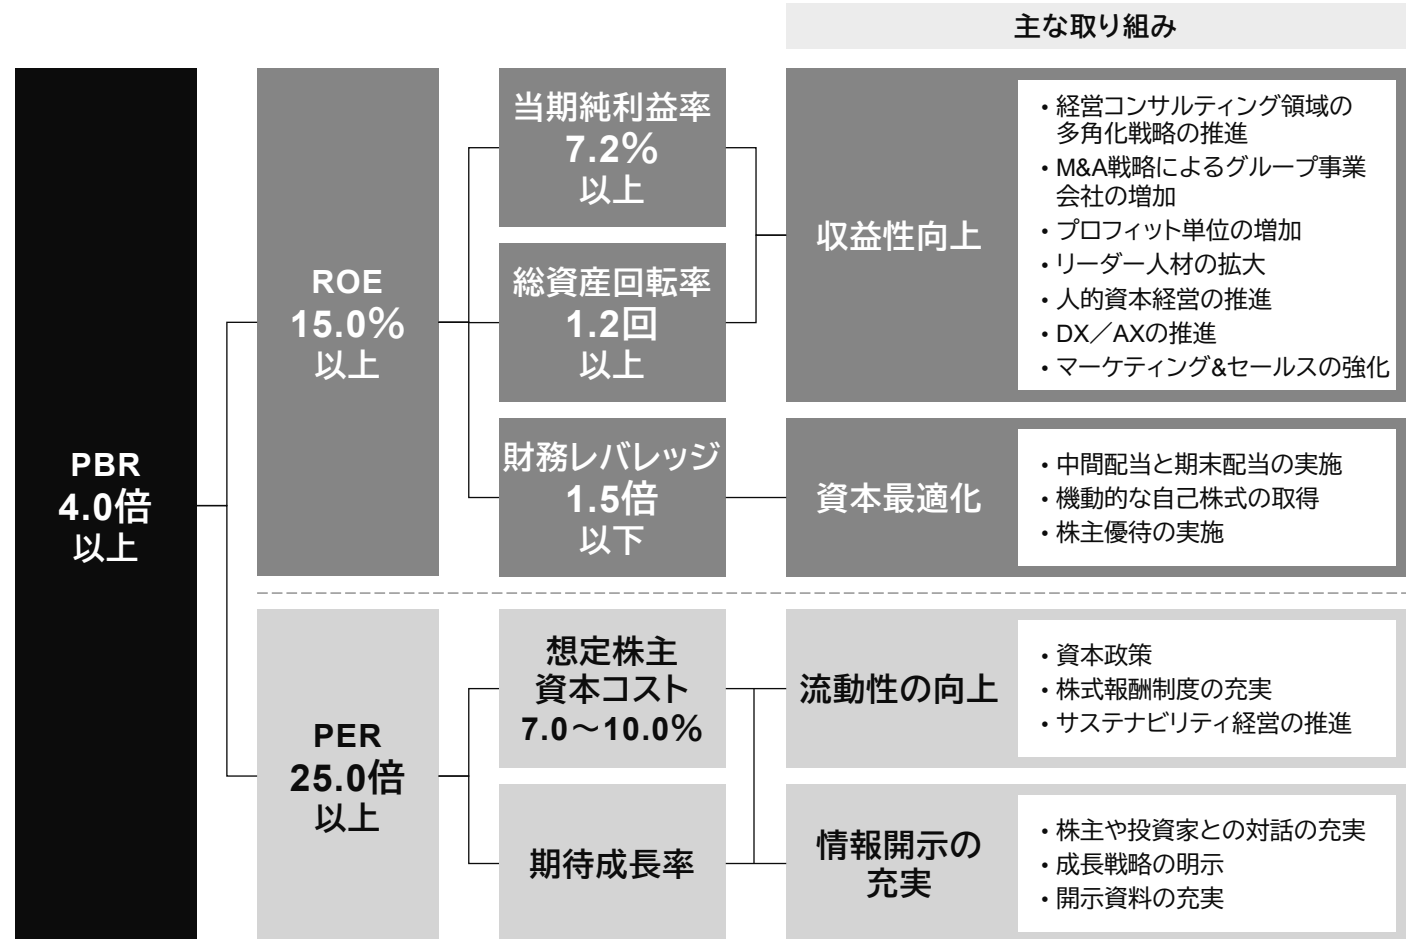 主な取り組み
PBR
4.0倍
以上
ROE
15.0%
以上
当期純利益率
7.2%
以上
総資産回転率
1.2回
以上
収益性向上
・経営コンサルティング領域の
多角化戦略の推進
・M&A戦略によるグループ事業
会社の増加
・プロフィット単位の増加
・リーダー人材の拡大
・人的資本経営の推進
・DX／AXの推進
・マーケティング&セールスの強化
財務レバレッジ
1.5倍
以下
資本最適化
・中間配当と期末配当の実施
・機動的な自己株式の取得
・株主優待の実施
PER
25.0倍
以上
想定株主
資本コスト
7.0～10.0%
期待成長率
流動性の向上
・資本政策
・株式報酬制度の充実
・サステナビリティ経営の推進
情報開示の
充実
・株主や投資家との対話の充実
・成長戦略の明示
・開示資料の充実